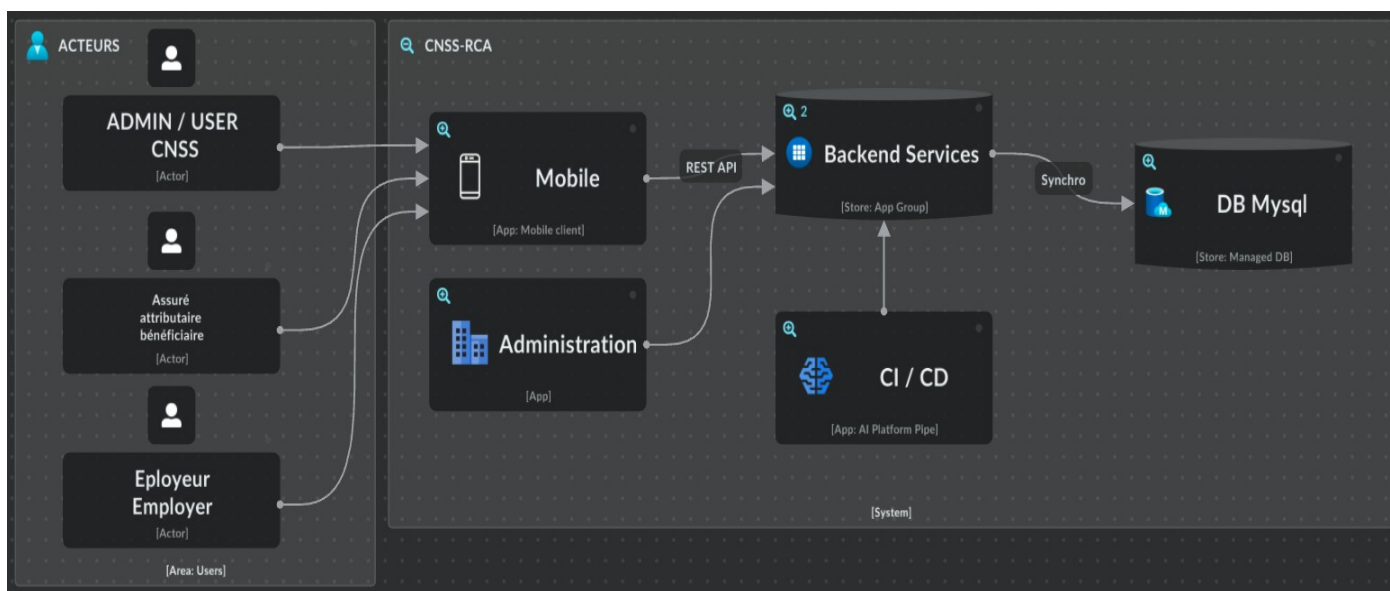 ACTEURS
ADMIN / USER
CNSS
[Actor]
Assuré
attributaire
bénéficiaire
[Actor]
Eployeur
Employer
[Actor]
[Area: Users]
CNSS-RCA
Mobile
[App: Mobile client]
REST API
Administration
[App]
2
Backend Services
[Store: App Group]
CI / CD
[App: AI Platform Pipe]
Synchro
M
DB Mysql
[Store: Managed DB]
[System]